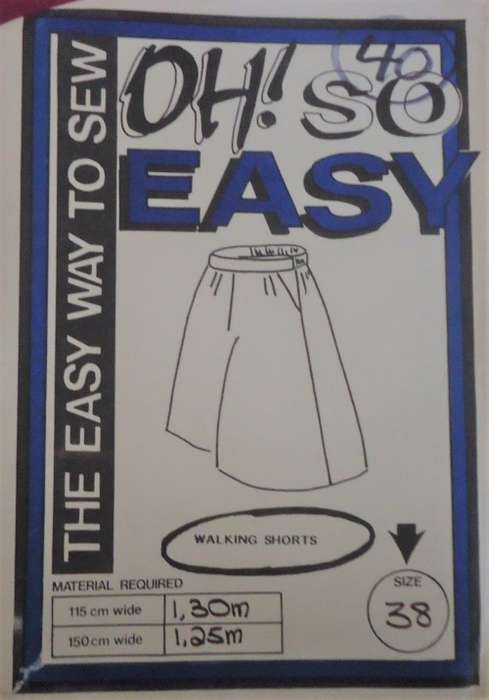 THE EASY WAY TO SEW
40
OH! SO
EASY
WALKING SHORTS
MATERIAL REQUIRED
115 cm wide 1,30m
150 cm wide 1,25m
SIZE
38